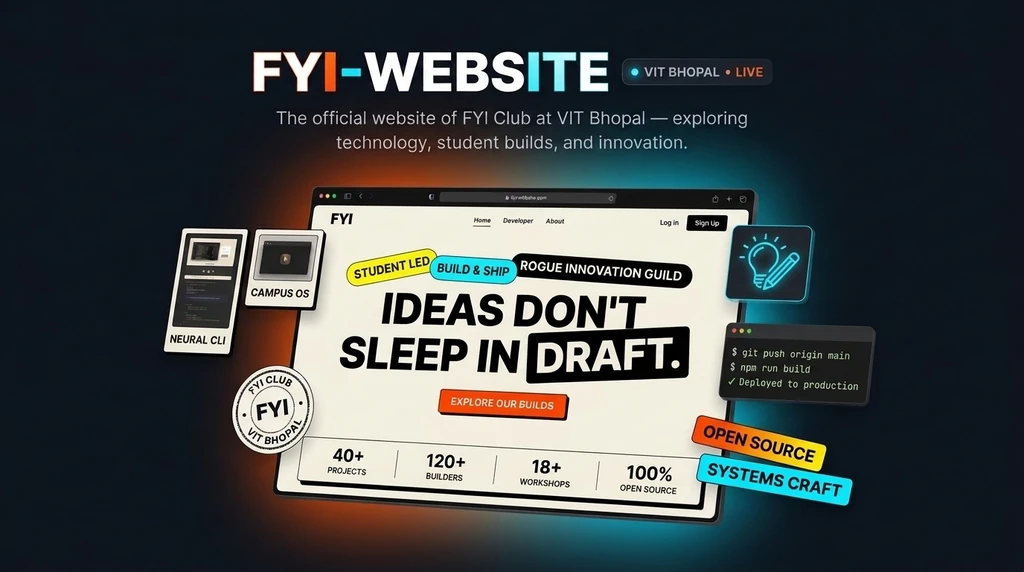 FYI-WEBSITE
VIT BHOPAL • LIVE
The official website of FYI Club at VIT Bhopal — exploring
technology, student builds, and innovation.
FYI
Home Developer About
Log in Sign Up
STUDENT LED
BUILD & SHIP
ROGUE INNOVATION GUILD
IDEAS DON'T
SLEEP IN DRAFT.
EXPLORE OUR BUILDS
40+
PROJECTS
120+
BUILDERS
18+
WORKSHOPS
100%
OPEN SOURCE
NEURAL CLI
CAMPUS OS
FYI CLUB
FYI
VIT BHOPAL
$ git push origin main
$ npm run build
✓ Deployed to production
OPEN SOURCE
SYSTEMS CRAFT